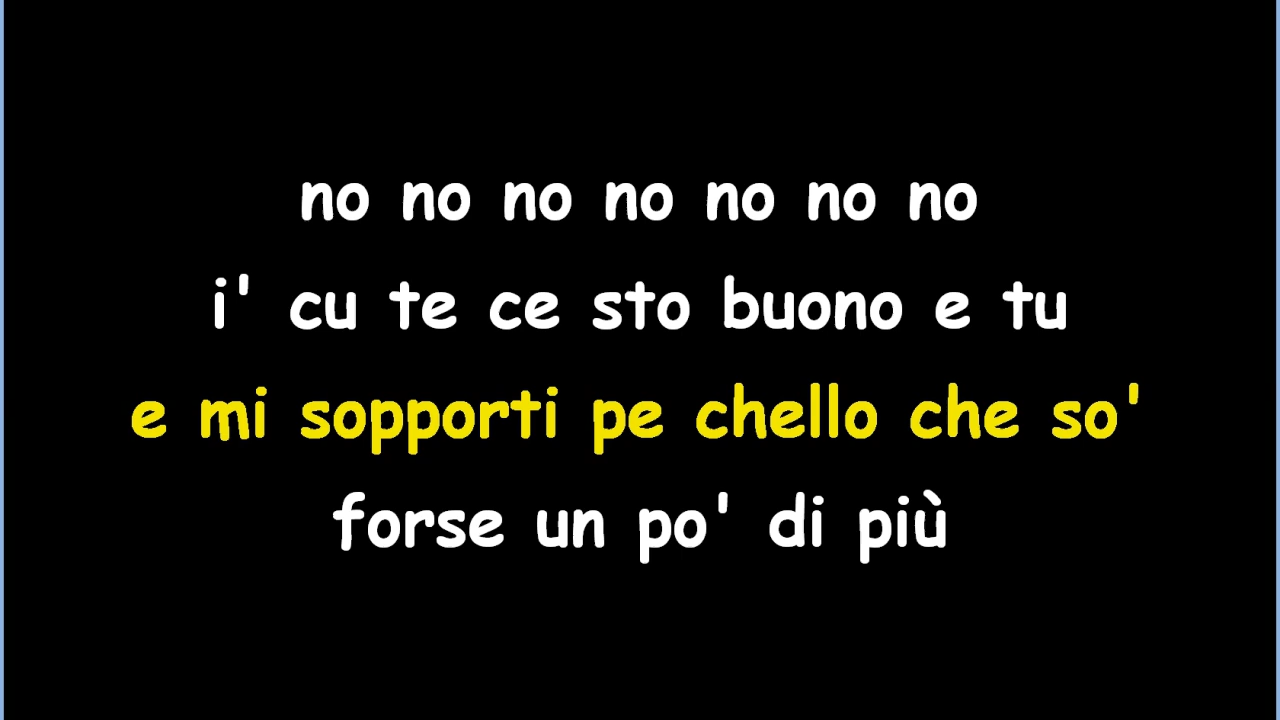 no no no no no no no
i' cu te ce sto buono e tu
e mi sopporti pe chello che so'
forse un po' di più